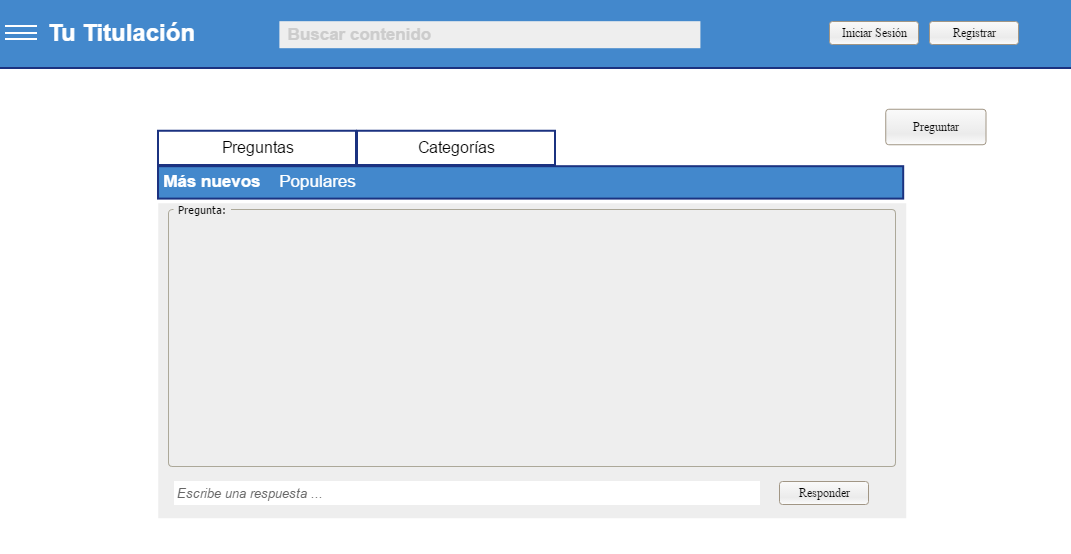 Tu Titulación
Buscar contenido
Iniciar Sesión
Registrar
Preguntar
Preguntas
Categorías
Más nuevos
Populares
Pregunta:
Escribe una respuesta ...
Responder